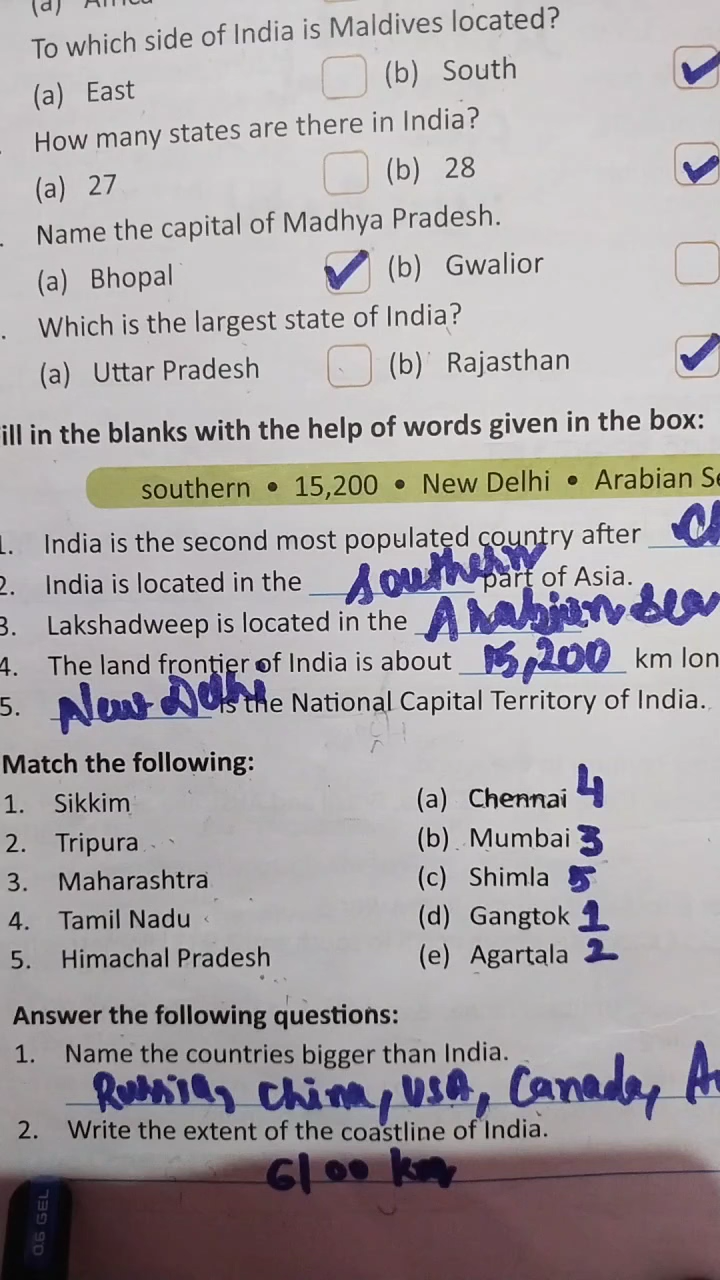 (a)
To which side of India is Maldives located?
(a) East (b) South
How many states are there in India?
(a) 27 (b) 28
Name the capital of Madhya Pradesh.
(a) Bhopal (b) Gwalior
Which is the largest state of India?
(a) Uttar Pradesh (b) Rajasthan
ill in the blanks with the help of words given in the box:
southern • 15,200 • New Delhi • Arabian Se
1. India is the second most populated country after
2. India is located in the southern part of Asia.
3. Lakshadweep is located in the Arabian Sea
4. The land frontier of India is about 15,200 km lon
5. New Delhi is the National Capital Territory of India.
Match the following:
1. Sikkim (a) Chennai 4
2. Tripura (b) Mumbai 3
3. Maharashtra (c) Shimla 5
4. Tamil Nadu (d) Gangtok 1
5. Himachal Pradesh (e) Agartala 2
Answer the following questions:
1. Name the countries bigger than India.
Russia, China, USA, Canada,
2. Write the extent of the coastline of India.
6100 km
0.6 GEL